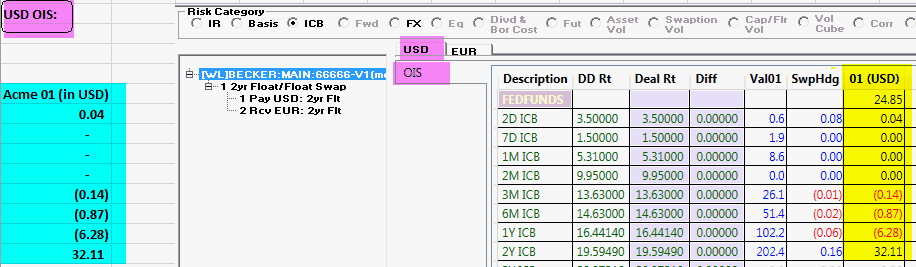 USD OIS:
Risk Category
IR Basis ICB Fwd FX Eq Divd & Bor Cost Fut Asset Vol Swaption Vol Cap/Flr Vol Vol Cube Corr
USD EUR
OIS
[WL]BECKER:MAIN:66666-V1(m
1 2yr Float/Float Swap
1 Pay USD: 2yr Flt
2 Rcv EUR: 2yr Flt
Acme 01 (in USD)
0.04
-
-
-
(0.14)
(0.87)
(6.28)
32.11
Description DD Rt Deal Rt Diff Val01 SwpHdg 01 (USD)
FEDFUNDS 24.85
2D ICB 3.50000 3.50000 0.00000 0.6 0.08 0.04
7D ICB 1.50000 1.50000 0.00000 1.9 0.00 0.00
1M ICB 5.31000 5.31000 0.00000 8.6 0.00 0.00
2M ICB 9.95000 9.95000 0.00000 0.0 0.00 0.00
3M ICB 13.63000 13.63000 0.00000 26.1 (0.01) (0.14)
6M ICB 14.63000 14.63000 0.00000 51.4 (0.02) (0.87)
1Y ICB 16.44140 16.44140 0.00000 102.2 (0.06) (6.28)
2Y ICB 19.59490 19.59490 0.00000 202.4 0.16 32.11